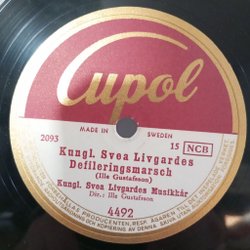 Cupol
MADE IN SWEDEN
2093 15 NCB
Kungl. Svea Livgardes
Defileringsmarsch
(Ille Gustafsson)
Kungl. Svea Livgardes Musikkår
Dir.: Ille Gustafsson
4492